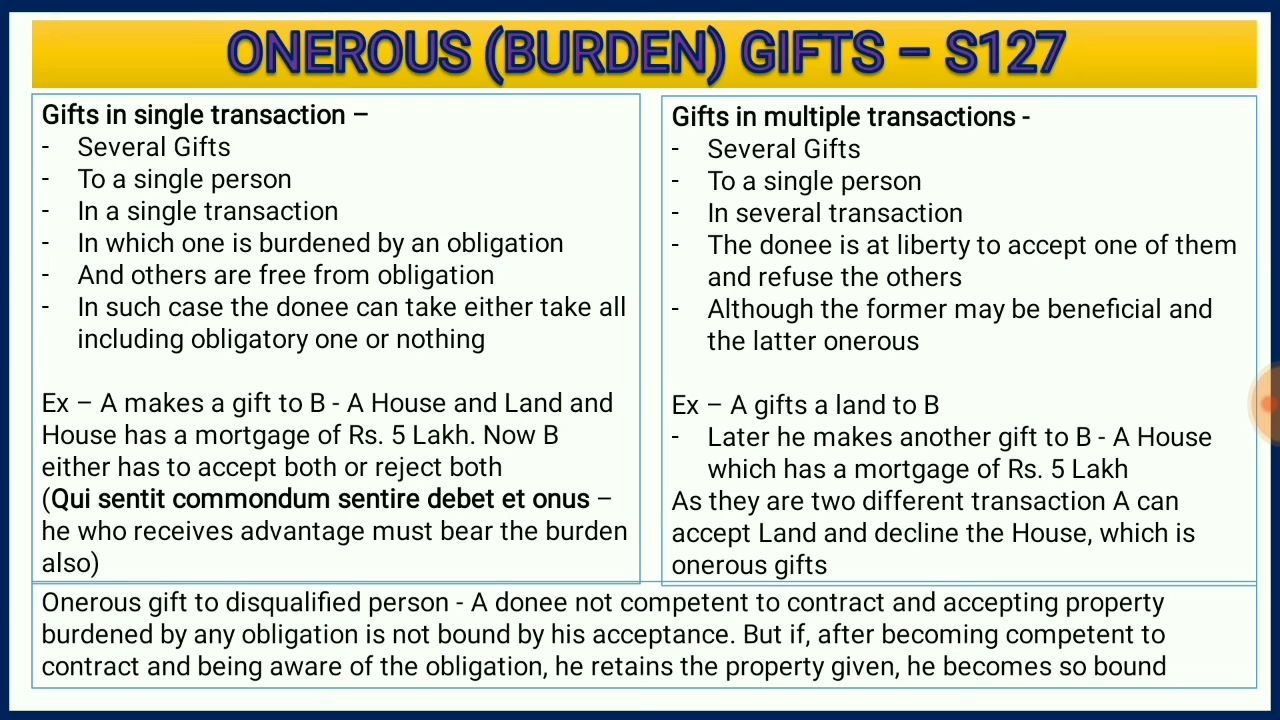 ONEROUS (BURDEN) GIFTS – S127
Gifts in single transaction –
- Several Gifts
- To a single person
- In a single transaction
- In which one is burdened by an obligation
- And others are free from obligation
- In such case the donee can take either take all
including obligatory one or nothing
Ex – A makes a gift to B - A House and Land and
House has a mortgage of Rs. 5 Lakh. Now B
either has to accept both or reject both
(Qui sentit commondum sentire debet et onus –
he who receives advantage must bear the burden
also)
Gifts in multiple transactions -
- Several Gifts
- To a single person
- In several transaction
- The donee is at liberty to accept one of them
and refuse the others
- Although the former may be beneficial and
the latter onerous
Ex – A gifts a land to B
- Later he makes another gift to B - A House
which has a mortgage of Rs. 5 Lakh
As they are two different transaction A can
accept Land and decline the House, which is
onerous gifts
Onerous gift to disqualified person - A donee not competent to contract and accepting property
burdened by any obligation is not bound by his acceptance. But if, after becoming competent to
contract and being aware of the obligation, he retains the property given, he becomes so bound